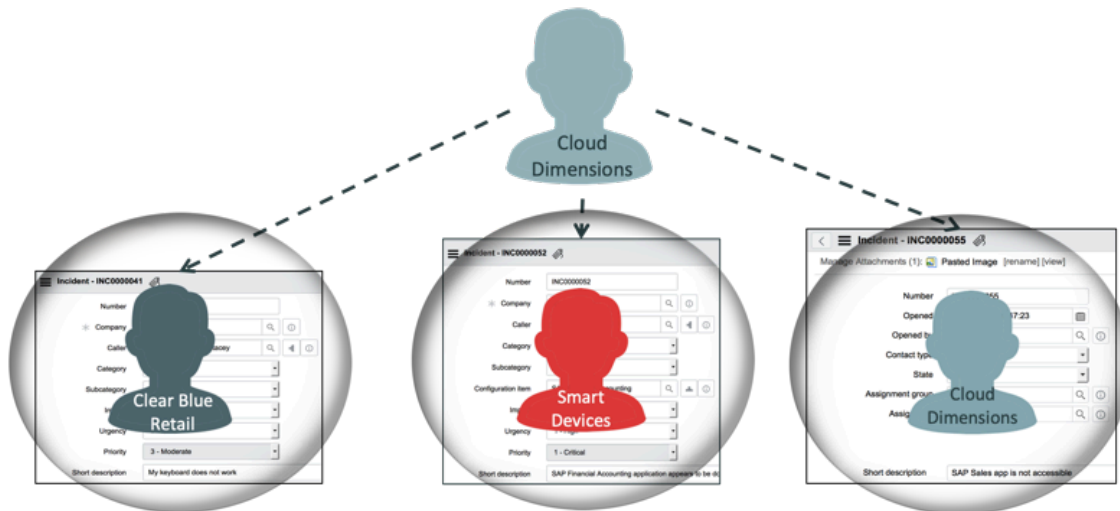 Cloud
Dimensions
Incident - INC0000041
Number
Company
Caller
Category
Subcategory
Urgency
Priority 3 - Moderate
Short description My keyboard does not work
Clear Blue
Retail
Incident - INC0000052
Number INC0000052
Company
Caller
Category
Subcategory
Configuration item
Priority 1 - Critical
Short description SAP Financial Accounting application appears to be
Smart
Devices
Incident - INC0000055
Manage Attachments (1): Pasted Image [rename] [view]
Number
Opened
Contact type
State
Assignment group
Short description SAP Sales app is not accessible
Cloud
Dimensions